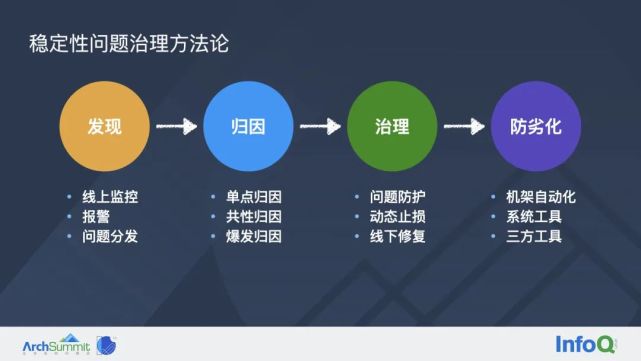 稳定性问题治理方法论
发现
归因
治理
防劣化
• 线上监控
• 报警
• 问题分发
• 单点归因
• 共性归因
• 爆发归因
• 问题防护
• 动态止损
• 线下修复
• 机架自动化
• 系统工具
• 三方工具
ArchSummit
InfoQ